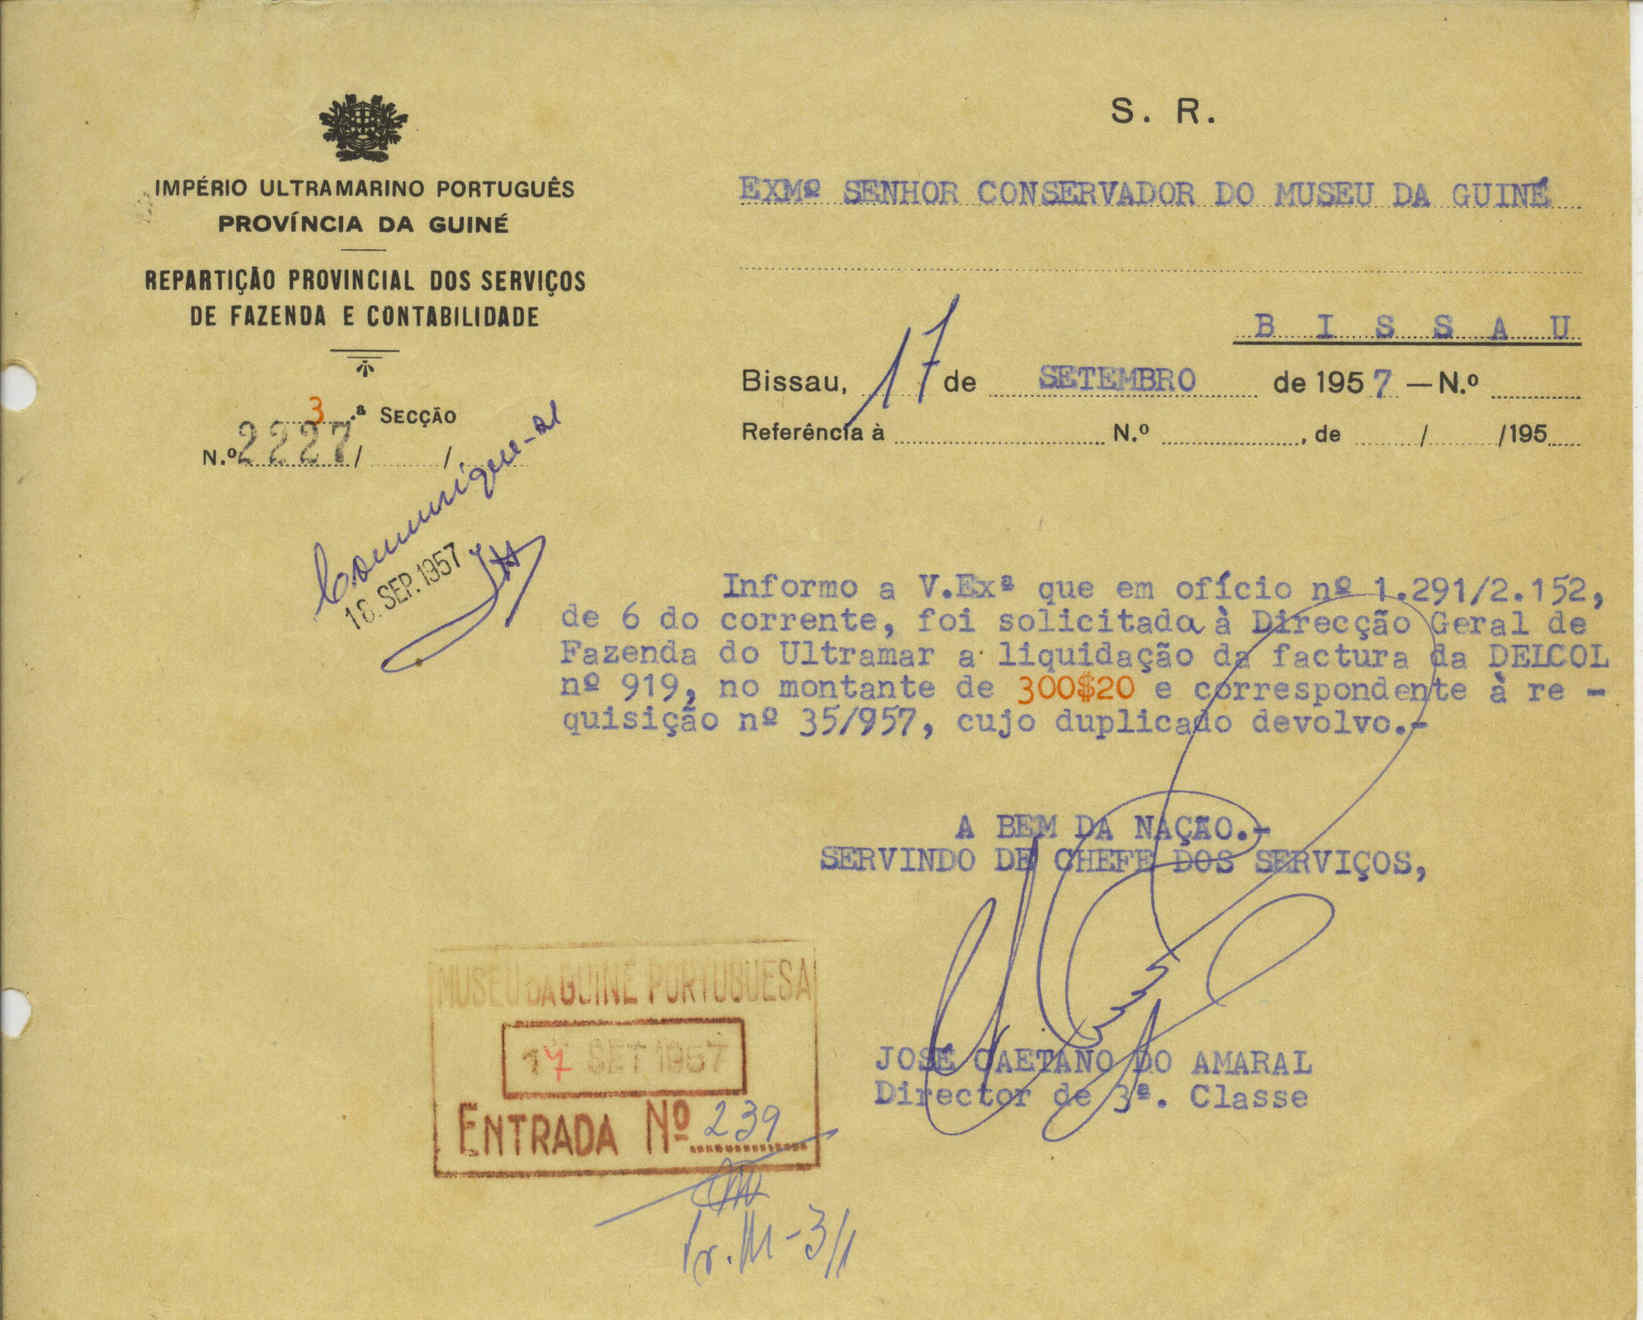 IMPÉRIO ULTRAMARINO PORTUGUÊS
PROVÍNCIA DA GUINÉ
REPARTIÇÃO PROVINCIAL DOS SERVIÇOS
DE FAZENDA E CONTABILIDADE
3.ª SECÇÃO
N.º 2227/ /
Comunique-se
18. SEP. 1957
S. R.
EXMº SENHOR CONSERVADOR DO MUSEU DA GUINÉ
B I S S A U
Bissau, 17 de SETEMBRO de 1957 — N.º
Referência à N.º , de / /195
Informo a V.Exª que em ofício nº 1.291/2.152,
de 6 do corrente, foi solicitada à Direcção Geral de
Fazenda do Ultramar a liquidação da factura da DELCOL
nº 919, no montante de 300$20 e correspondente à re -
quisição nº 35/957, cujo duplicado devolvo.-
A BEM DA NAÇÃO.-
SERVINDO DE CHEFE DOS SERVIÇOS,
JOSÉ CAETANO DO AMARAL
Director de 3ª. Classe
MUSEU DA GUINÉ PORTUGUESA
17 SET 1957
ENTRADA Nº 239